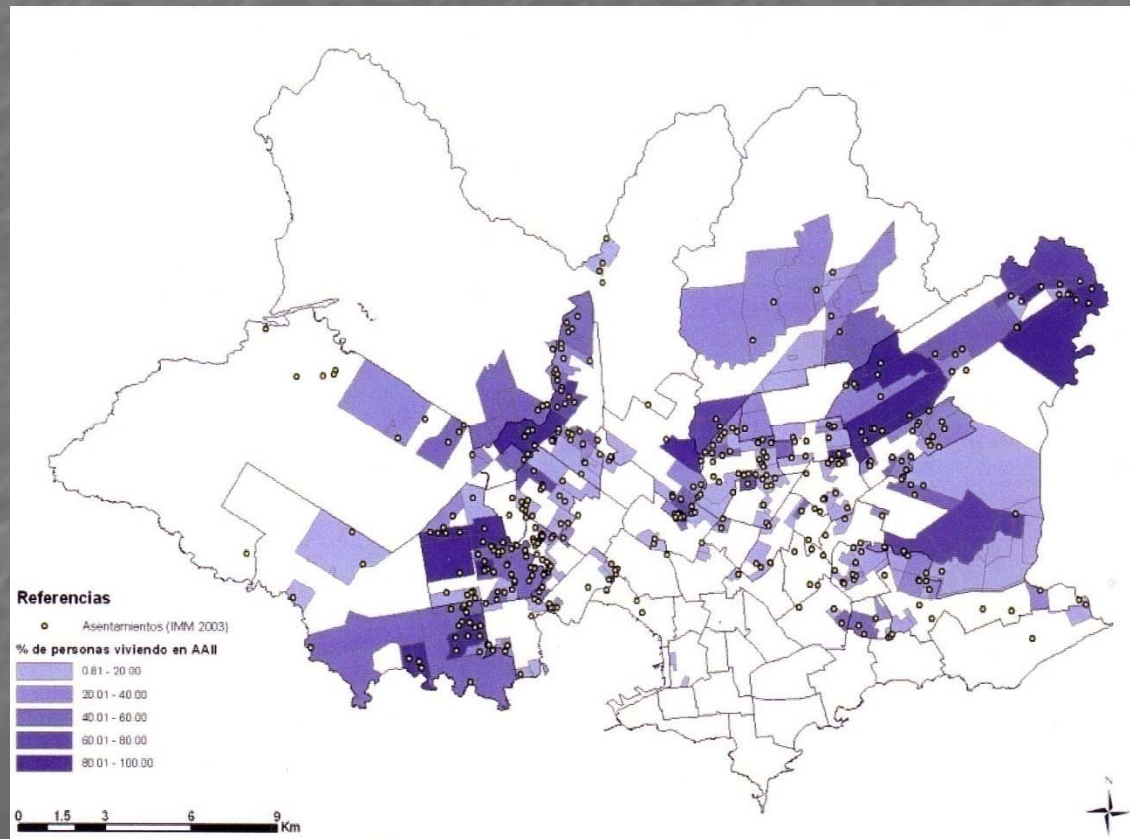 Referencias
Asentamientos (IMM 2003)
% de personas viviendo en AAII
0.81 - 20.00
20.01 - 40.00
40.01 - 60.00
60.01 - 80.00
80.01 - 100.00
0 1.5 3 6 9
Km
N